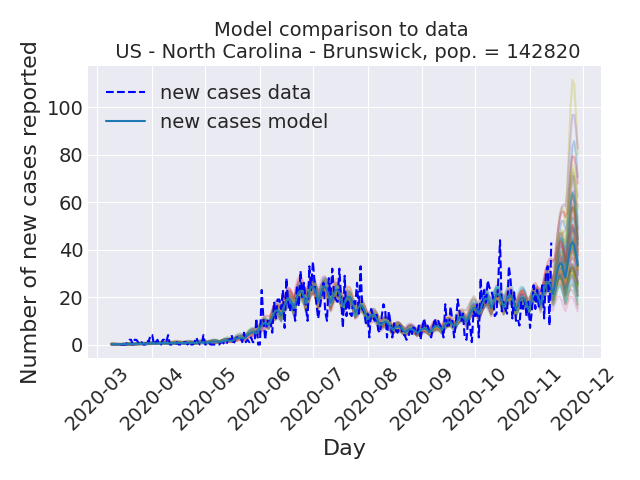 Model comparison to data
US - North Carolina - Brunswick, pop. = 142820
Number of new cases reported
100
80
60
40
20
0
new cases data
new cases model
2020-03
2020-04
2020-05
2020-06
2020-07
2020-08
2020-09
2020-10
2020-11
2020-12
Day